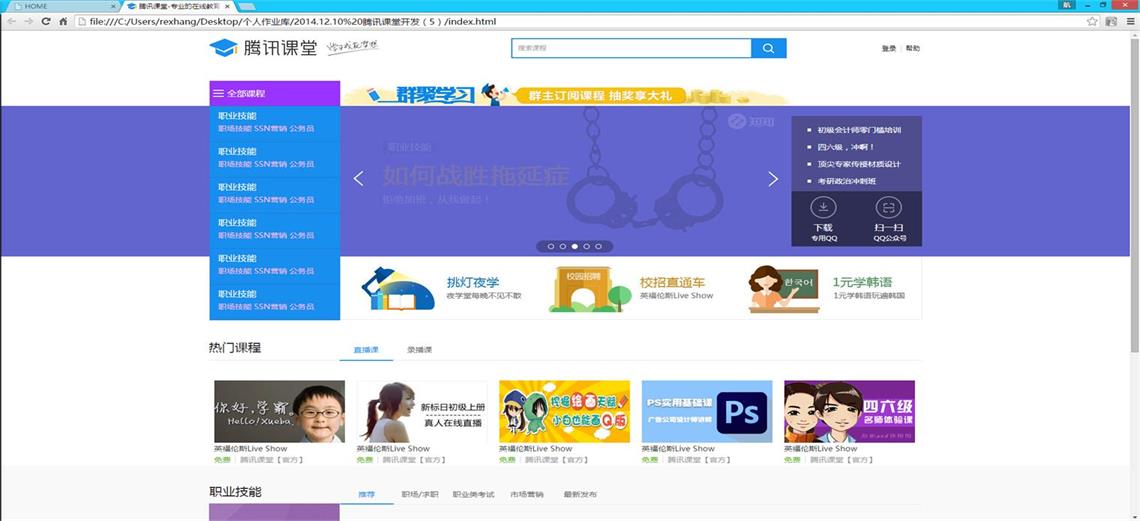 HOME
腾讯课堂-专业的在线教育
file:///C:/Users/rexhang/Desktop/个人作业库/2014.12.10%20腾讯课堂开发（5）/index.html
腾讯课堂
搜索课程
登录 | 帮助
全部课程
群聚学习 群主订阅课程 抽奖享大礼
职业技能
职场技能 SSN营销 公务员
职业技能
职场技能 SSN营销 公务员
职业技能
职场技能 SSN营销 公务员
职业技能
职场技能 SSN营销 公务员
职业技能
职场技能 SSN营销 公务员
职业技能
职场技能 SSN营销 公务员
职业技能
如何战胜拖延症
拒绝加班，从我做起！
初级会计师零门槛培训
四六级，冲啊！
顶尖专家传授材质设计
考研政治冲刺班
下载
专用QQ
扫一扫
QQ公众号
挑灯夜学
夜学堂每晚不见不散
校园招聘
校招直通车
英福伦斯Live Show
한국어
1元学韩语
1元学韩语玩遍韩国
热门课程 直播课 录播课
你好,学霸。
Hello/Xueba.
英福伦斯Live Show
免费 | 腾讯课堂【官方】
新标日初级上册
真人在线直播
英福伦斯Live Show
免费 | 腾讯课堂【官方】
挖掘绘画天赋
小白也能画Q版
英福伦斯Live Show
免费 | 腾讯课堂【官方】
PS实用基础课
广告公司设计师讲解
Ps
英福伦斯Live Show
免费 | 腾讯课堂【官方】
四六级
名师体验课
英福伦斯Live Show
免费 | 腾讯课堂【官方】
职业技能 推荐 职场/求职 职业类考试 市场营销 最新发布